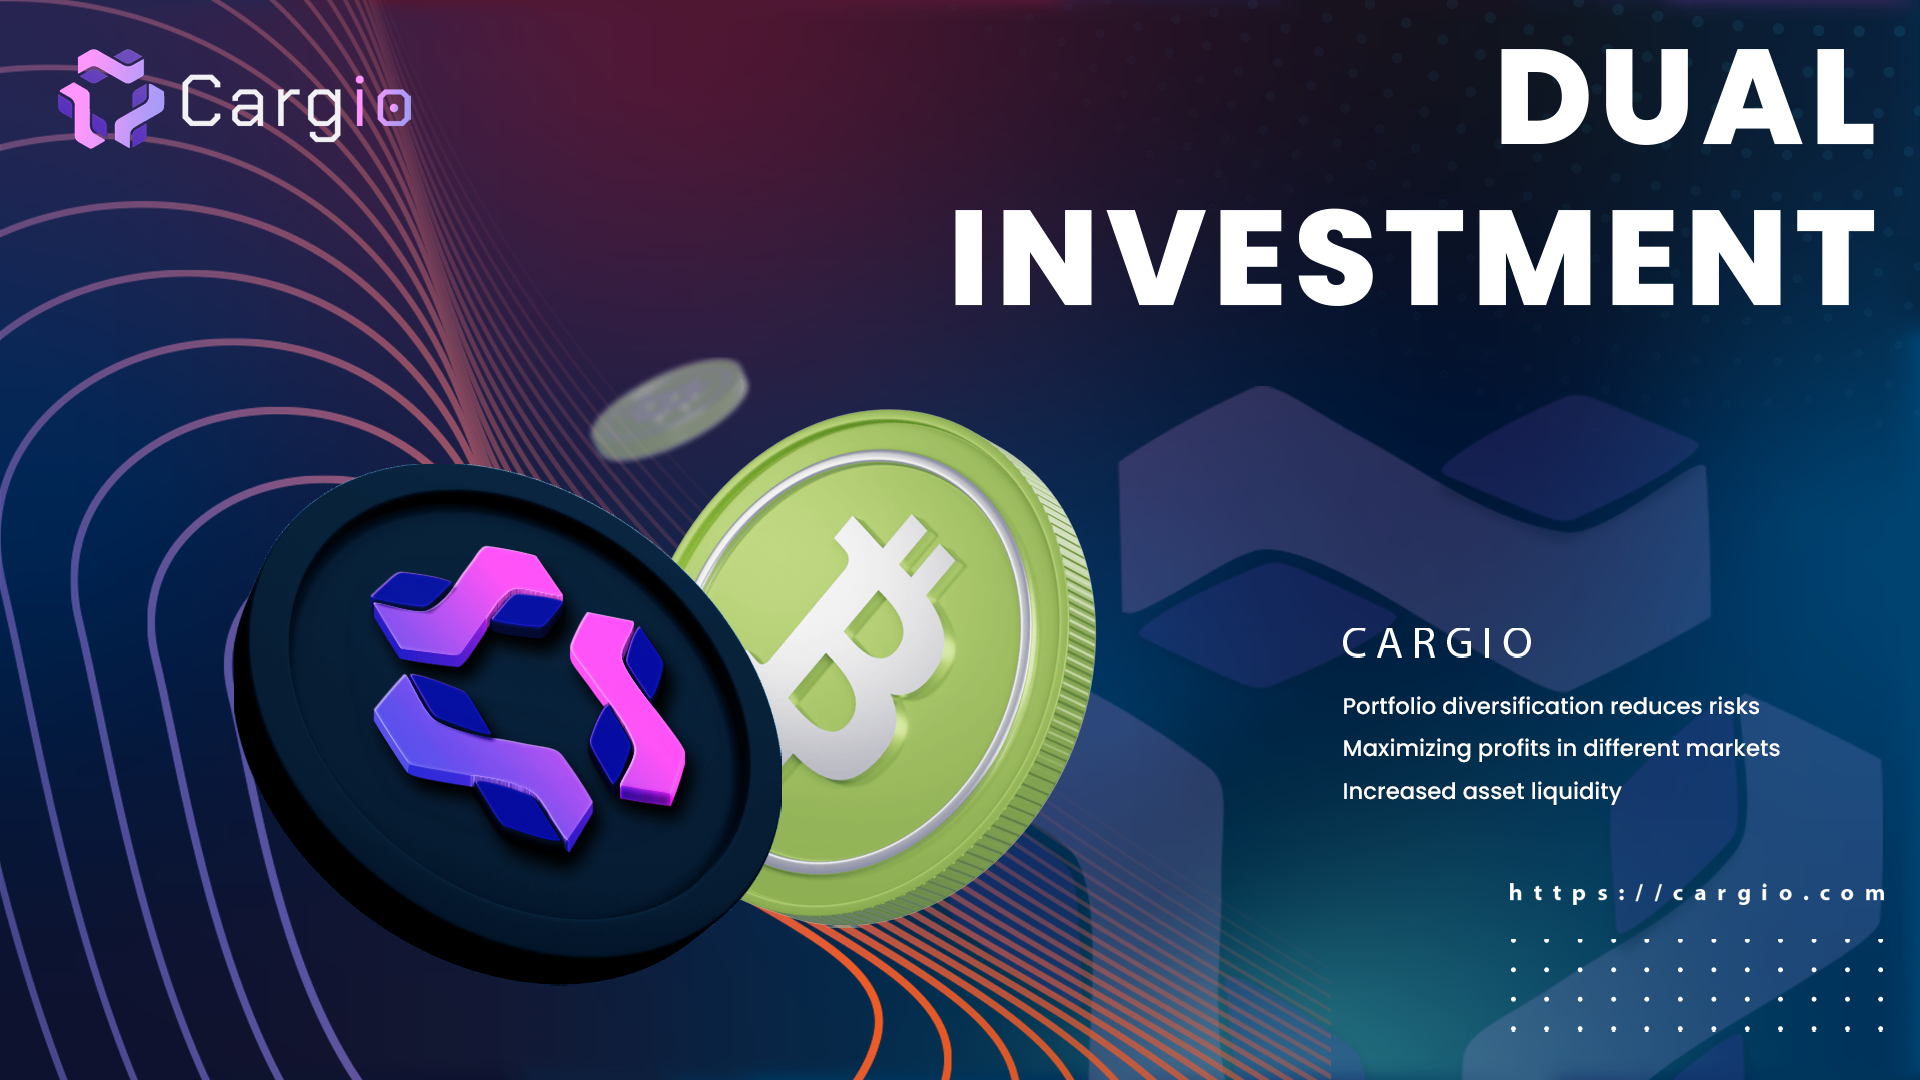 Cargio
DUAL
INVESTMENT
CARGIO
Portfolio diversification reduces risks
Maximizing profits in different markets
Increased asset liquidity
https://cargio.com